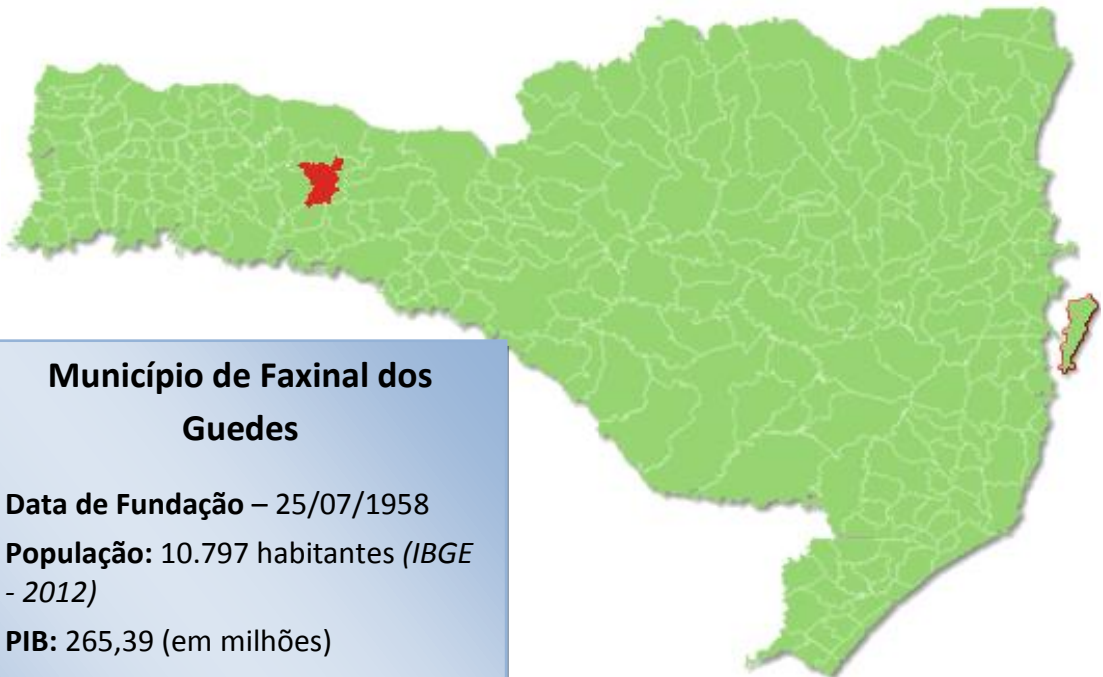 Município de Faxinal dos
Guedes
Data de Fundação – 25/07/1958
População: 10.797 habitantes (IBGE
- 2012)
PIB: 265,39 (em milhões)